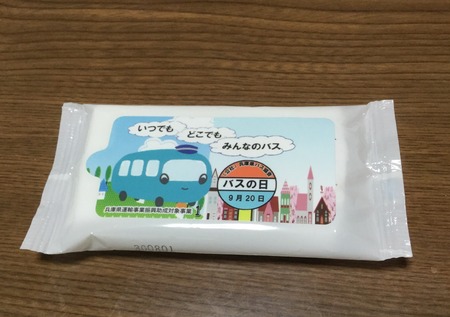 いつでも
どこでも
みんなのバス
バスの日
9月20日
兵庫県運輸事業振興助成対象事業
300801